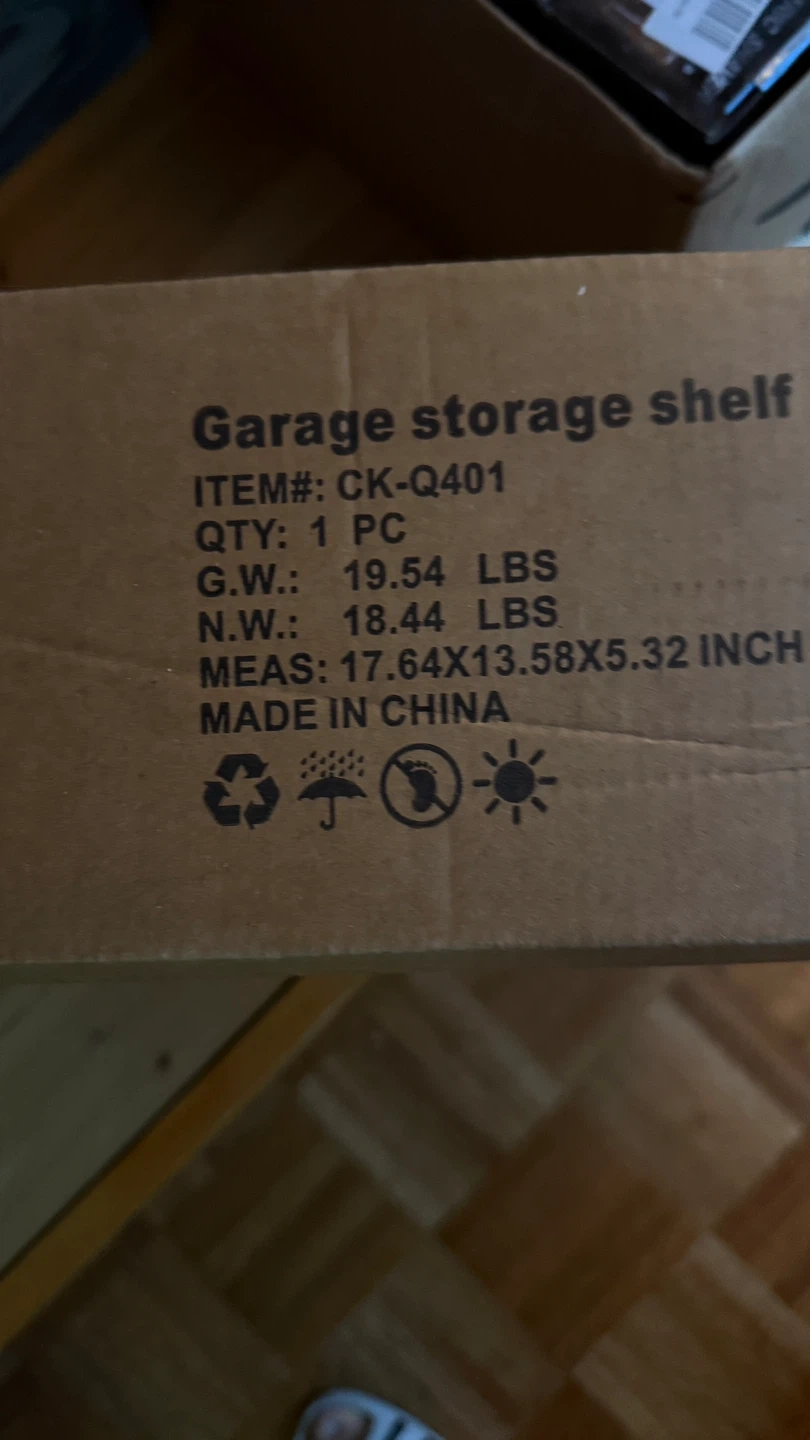 Garage storage shelf
ITEM#: CK-Q401
QTY: 1 PC
G.W.: 19.54 LBS
N.W.: 18.44 LBS
MEAS: 17.64X13.58X5.32 INCH
MADE IN CHINA